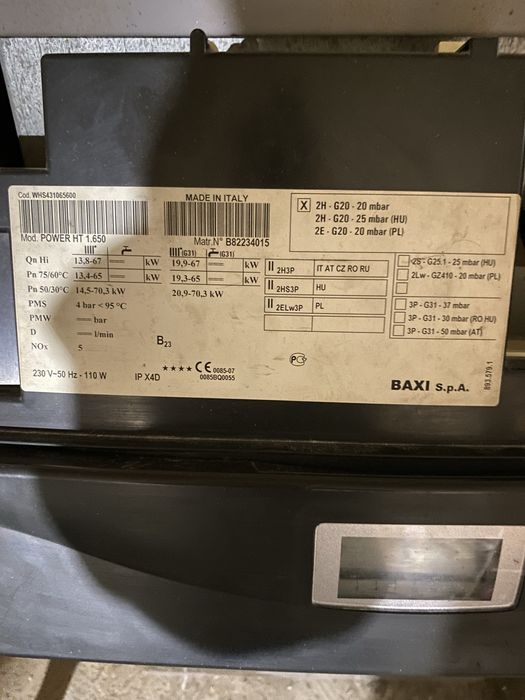 Cod. WHS431065600
MADE IN ITALY
Mod. POWER HT 1.650
Matr.N° B82234015
X 2H - G20 - 20 mbar
2H - G20 - 25 mbar (HU)
2E - G20 - 20 mbar (PL)
(G31) (G31)
Qn Hi 13,8-67 kW 19,9-67 kW
Pn 75/60°C 13,4-65 kW 19,3-65 kW
Pn 50/30°C 14,5-70,3 kW 20,9-70,3 kW
PMS 4 bar < 95 °C
PMW bar
D l/min
NOx 5
B23
II 2H3P IT AT CZ RO RU
II 2HS3P HU
II 2ELw3P PL
2S - G25.1 - 25 mbar (HU)
2Lw - GZ410 - 20 mbar (PL)
3P - G31 - 37 mbar
3P - G31 - 30 mbar (RO HU)
3P - G31 - 50 mbar (AT)
230 V~50 Hz - 110 W
IP X4D
★★★★ CE 0085-07
0085BQ0055
BAXI S.p.A.
893.579.1